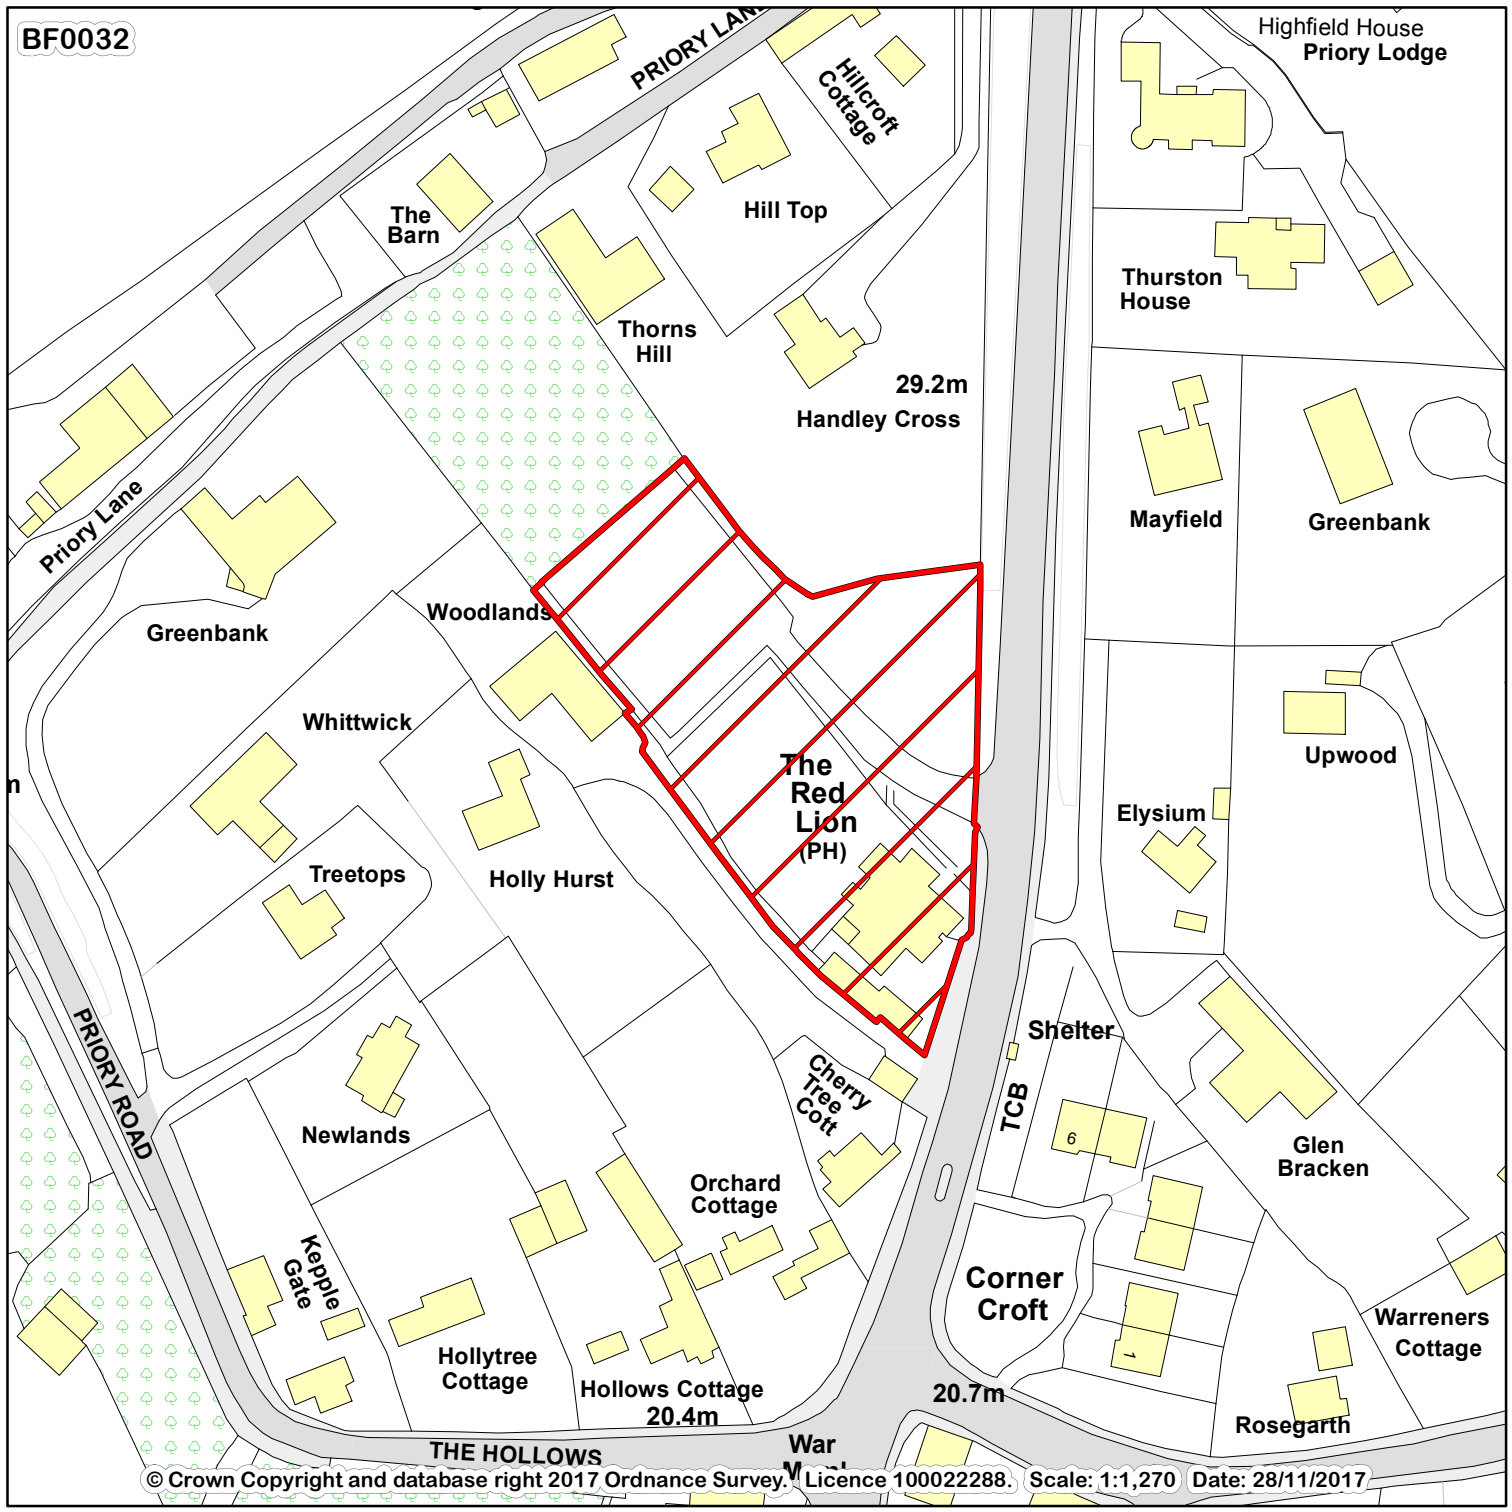 BF0032
Highfield House
Priory Lodge
PRIORY LANE
Hillcroft
Cottage
The
Barn
Hill Top
Thurston
House
Thorns
Hill
29.2m
Handley Cross
Mayfield
Greenbank
Priory Lane
Greenbank
Woodlands
Whittwick
The
Red
Lion
(PH)
Upwood
Elysium
m
Treetops
Holly Hurst
PRIORY ROAD
Shelter
Newlands
Cherry
Tree
Cott
TCB
6
Glen
Bracken
Orchard
Cottage
Kepple
Gate
Corner
Croft
1
Warreners
Cottage
Hollytree
Cottage
Hollows Cottage
20.4m
20.7m
Rosegarth
THE HOLLOWS
War
© Crown Copyright and database right 2017 Ordnance Survey. Licence 100022288. Scale: 1:1,270 Date: 28/11/2017